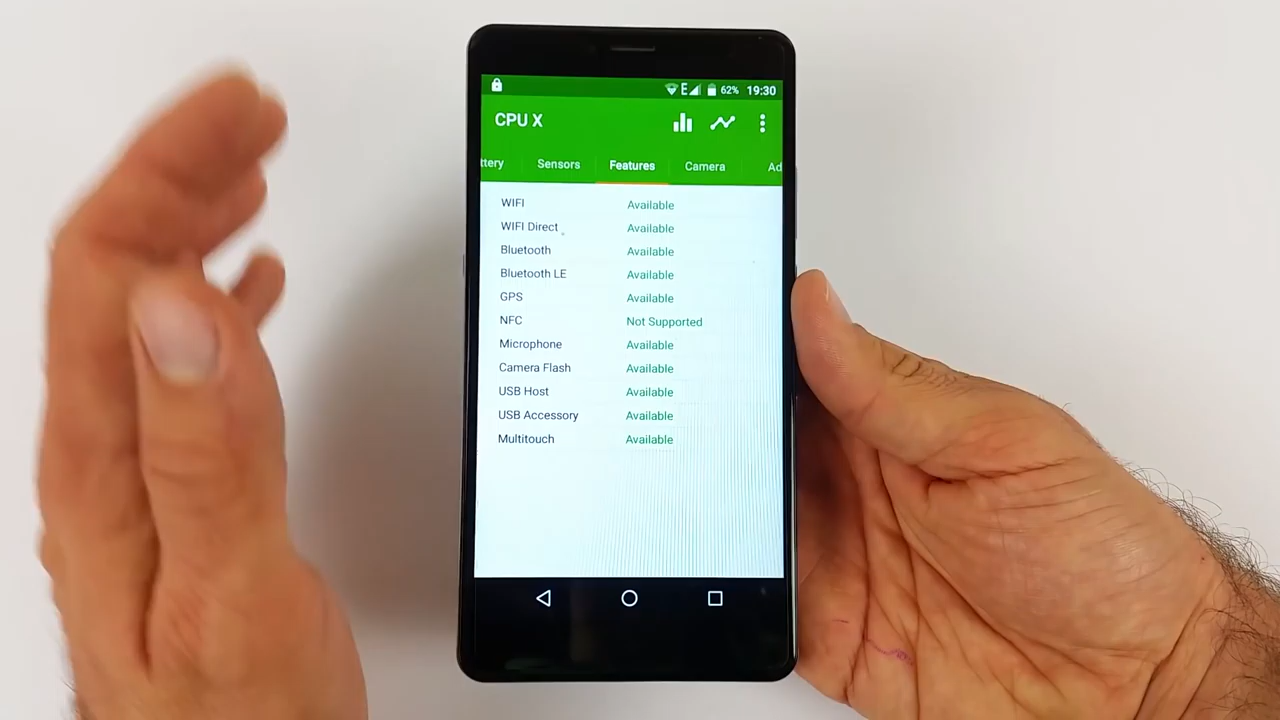 E 62% 19:30
CPU X
ttery Sensors Features Camera Ad
WIFI Available
WIFI Direct Available
Bluetooth Available
Bluetooth LE Available
GPS Available
NFC Not Supported
Microphone Available
Camera Flash Available
USB Host Available
USB Accessory Available
Multitouch Available